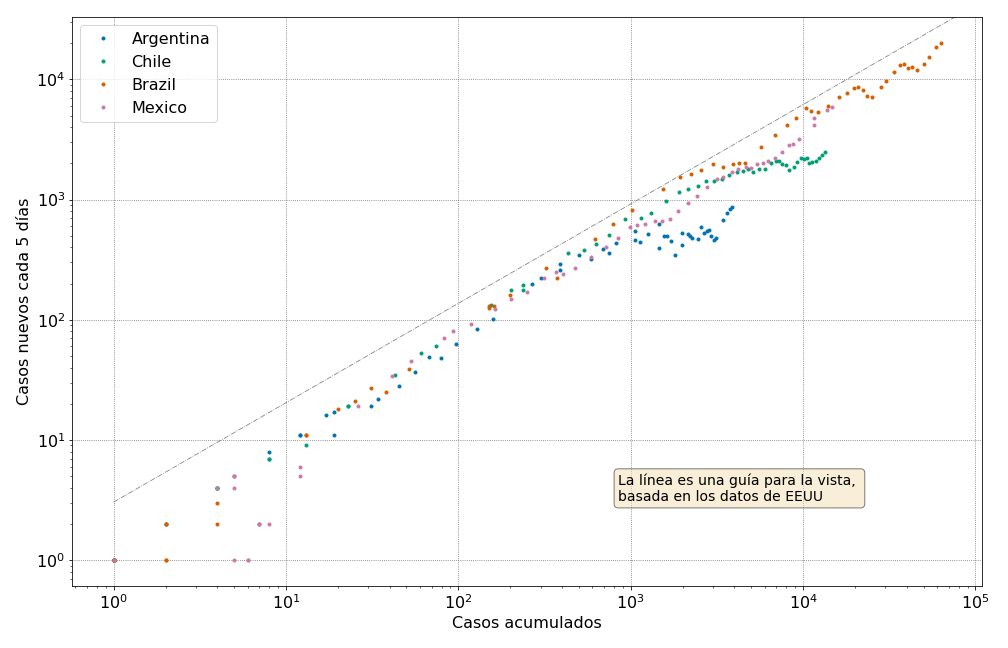 Argentina
Chile
Brazil
Mexico
Casos nuevos cada 5 días
10⁴
10³
10²
10¹
10⁰
La línea es una guía para la vista,
basada en los datos de EEUU
10⁰ 10¹ 10² 10³ 10⁴ 10⁵
Casos acumulados